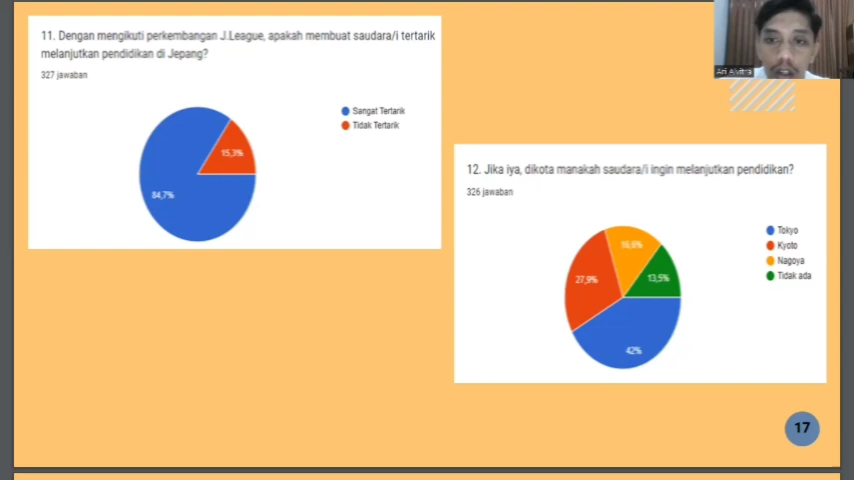 11. Dengan mengikuti perkembangan J.League, apakah membuat saudara/i tertarik
melanjutkan pendidikan di Jepang?
327 jawaban
Sangat Tertarik
Tidak Tertarik
15,3%
84,7%
Ari Alvitra
12. Jika iya, dikota manakah saudara/i ingin melanjutkan pendidikan?
326 jawaban
Tokyo
Kyoto
Nagoya
Tidak ada
16,6%
27,9%
13,5%
42%
17